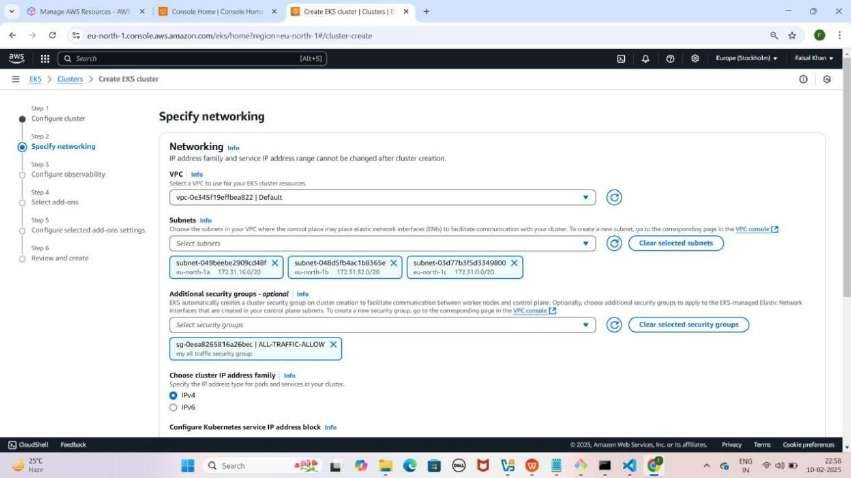 Manage AWS Resources - AWS
Console Home | Console Home
Create EKS cluster | Clusters | E
eu-north-1.console.aws.amazon.com/eks/home?region=eu-north-1#/cluster-create
aws
Search
[Alt+S]
Europe (Stockholm)
Faisal Khan
EKS
Clusters
Create EKS cluster
Step 1
Configure cluster
Step 2
Specify networking
Step 3
Configure observability
Step 4
Select add-ons
Step 5
Configure selected add-ons settings
Step 6
Review and create
Specify networking
Networking Info
IP address family and service IP address range cannot be changed after cluster creation.
VPC Info
Select a VPC to use for your EKS cluster resources.
vpc-0e345f19effbea822 | Default
Subnets Info
Choose the subnets in your VPC where the control plane may place elastic network interfaces (ENIs) to facilitate communication with your cluster. To create a new subnet, go to the corresponding page in the VPC console
Select subnets
Clear selected subnets
subnet-049beebe2909cd48f
eu-north-1a 172.31.16.0/20
subnet-048d5fb4ac1b8365e
eu-north-1b 172.31.32.0/20
subnet-03d77b3f5d3349800
eu-north-1c 172.31.0.0/20
Additional security groups - optional Info
EKS automatically creates a cluster security group on cluster creation to facilitate communication between worker nodes and control plane. Optionally, choose additional security groups to apply to the EKS-managed Elastic Network
Interfaces that are created in your control plane subnets. To create a new security group, go to the corresponding page in the VPC console
Select security groups
Clear selected security groups
sg-0eea8265816a26bec | ALL-TRAFFIC-ALLOW
my all traffic security group
Choose cluster IP address family Info
Specify the IP address type for pods and services in your cluster.
IPv4
IPv6
Configure Kubernetes service IP address block Info
CloudShell
Feedback
© 2025, Amazon Web Services, Inc. or its affiliates.
Privacy
Terms
Cookie preferences
25°C
Haze
Search
DELL
ENG
IN
22:56
10-02-2025